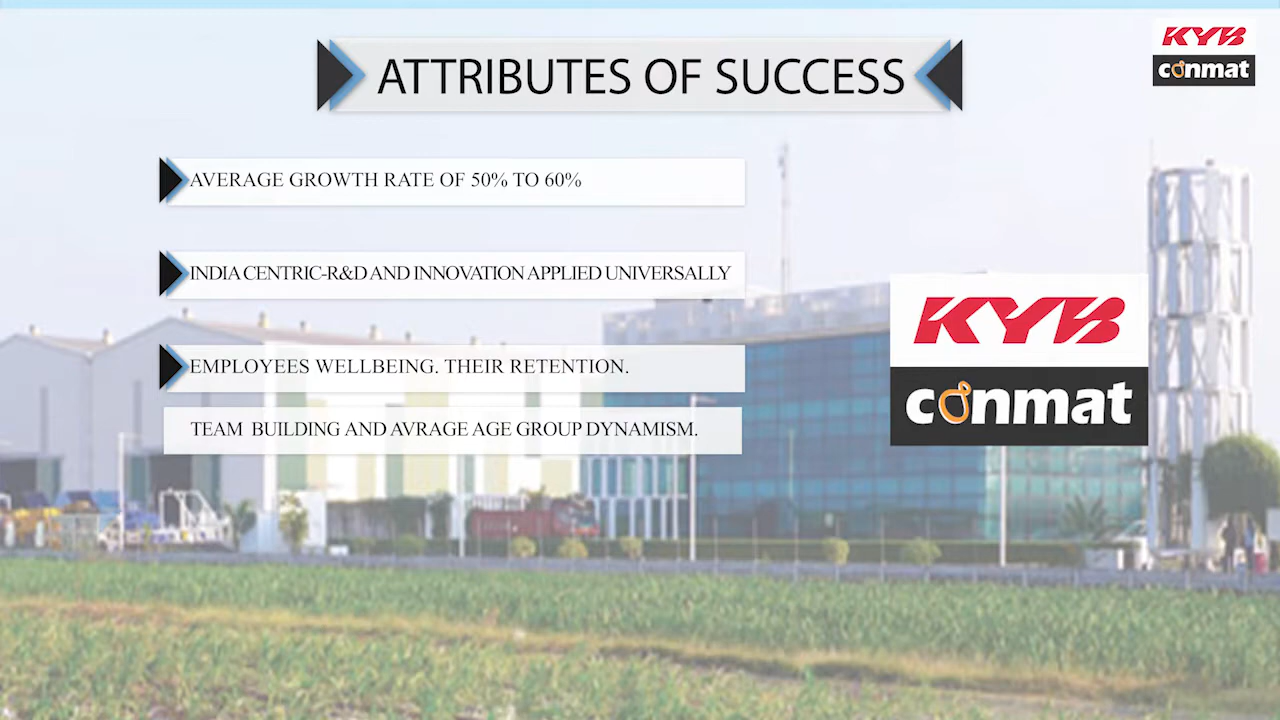 ATTRIBUTES OF SUCCESS
KYB
conmat
AVERAGE GROWTH RATE OF 50% TO 60%
INDIA CENTRIC-R&D AND INNOVATION APPLIED UNIVERSALLY
EMPLOYEES WELLBEING. THEIR RETENTION.
TEAM BUILDING AND AVRAGE AGE GROUP DYNAMISM.
KYB
conmat